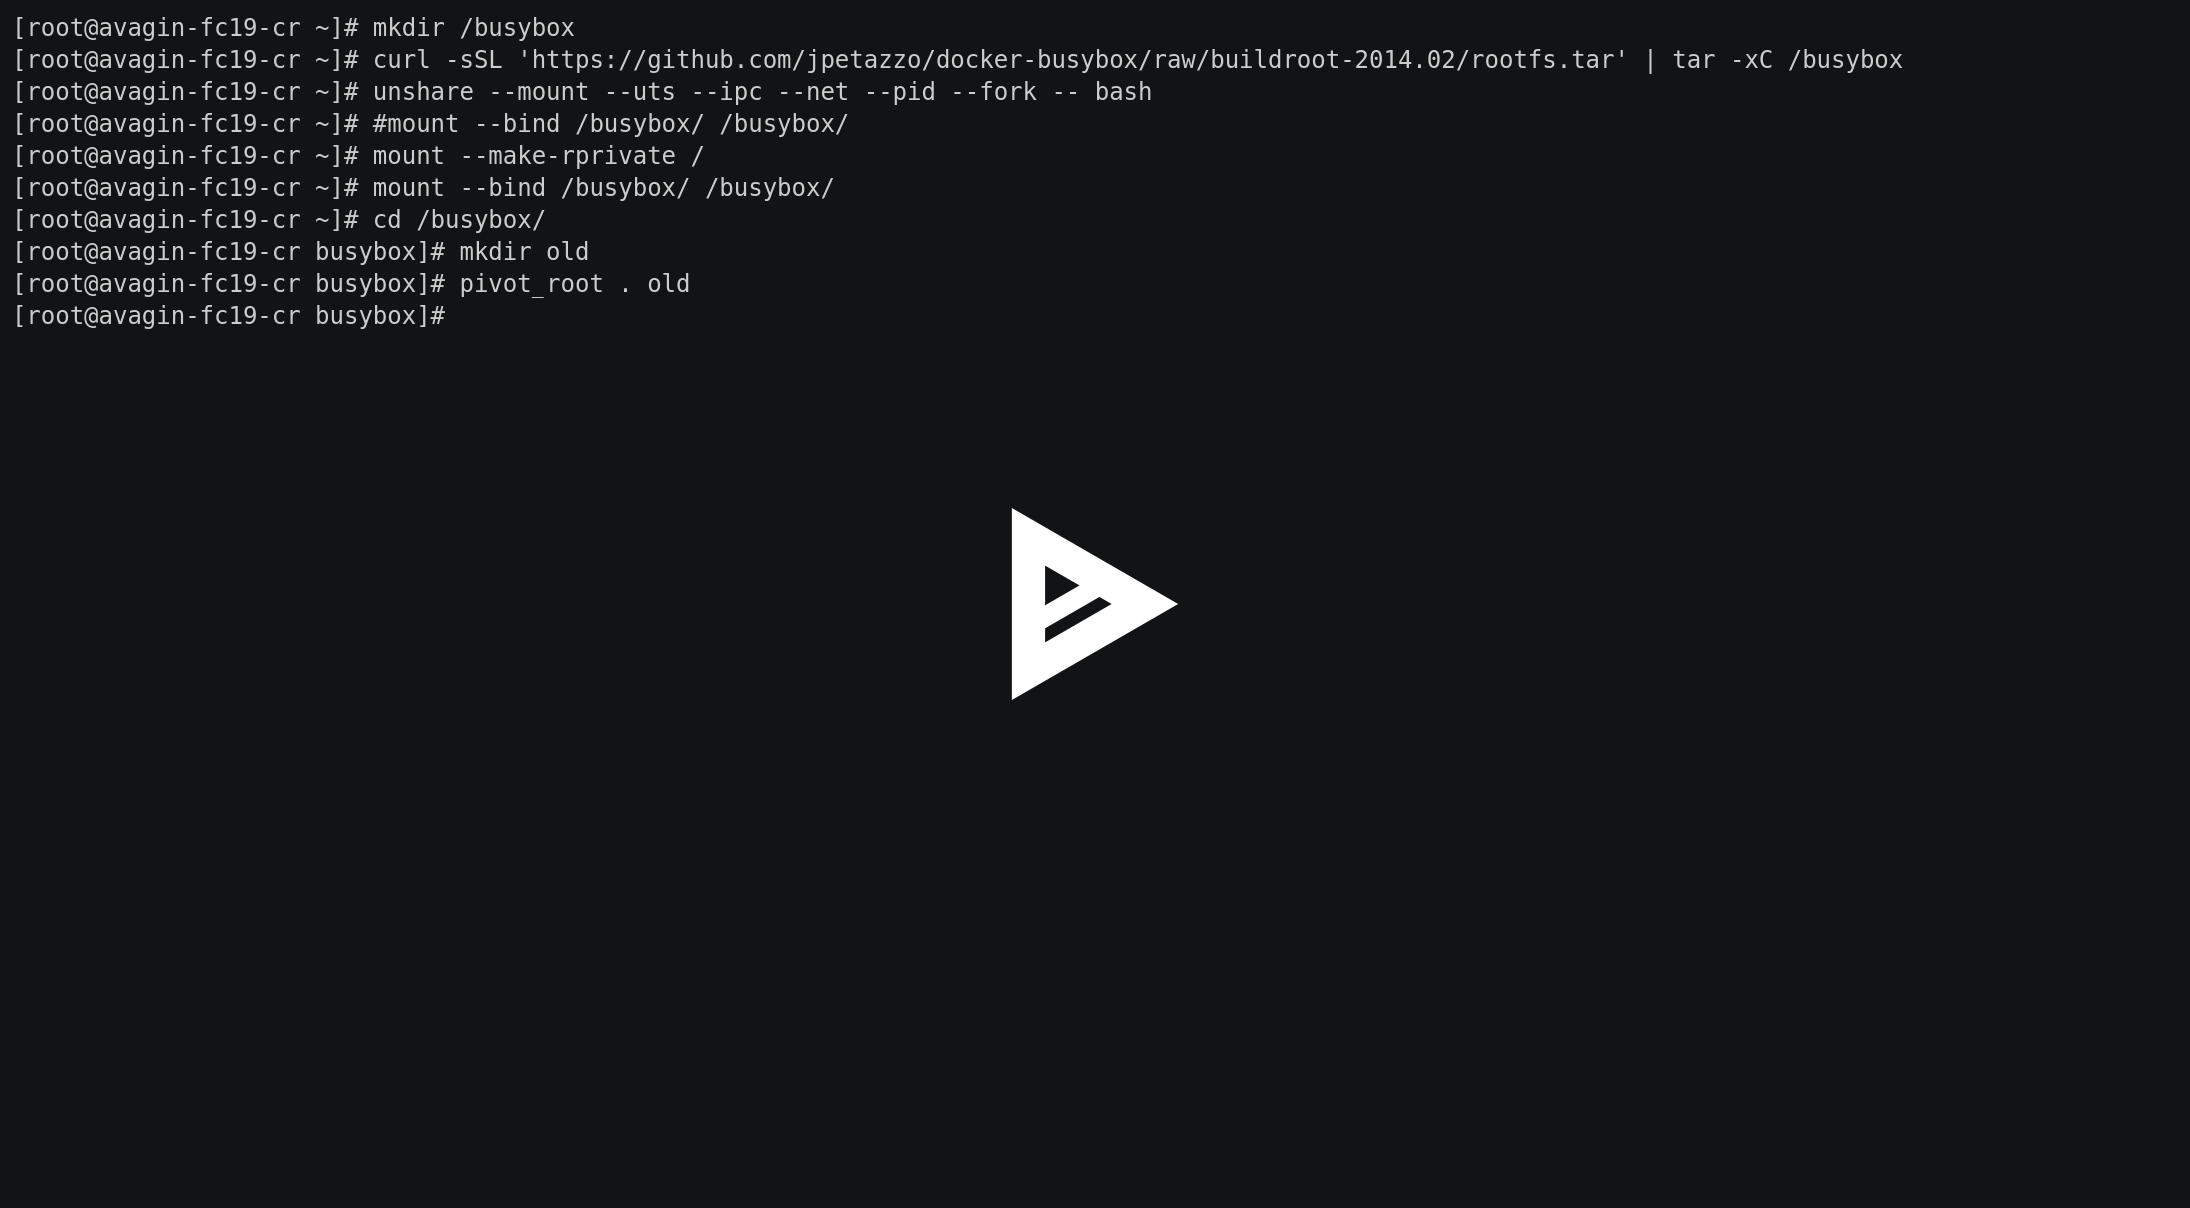 [root@avagin-fc19-cr ~]# mkdir /busybox
[root@avagin-fc19-cr ~]# curl -sSL 'https://github.com/jpetazzo/docker-busybox/raw/buildroot-2014.02/rootfs.tar' | tar -xC /busybox
[root@avagin-fc19-cr ~]# unshare --mount --uts --ipc --net --pid --fork -- bash
[root@avagin-fc19-cr ~]# #mount --bind /busybox/ /busybox/
[root@avagin-fc19-cr ~]# mount --make-rprivate /
[root@avagin-fc19-cr ~]# mount --bind /busybox/ /busybox/
[root@avagin-fc19-cr ~]# cd /busybox/
[root@avagin-fc19-cr busybox]# mkdir old
[root@avagin-fc19-cr busybox]# pivot_root . old
[root@avagin-fc19-cr busybox]#